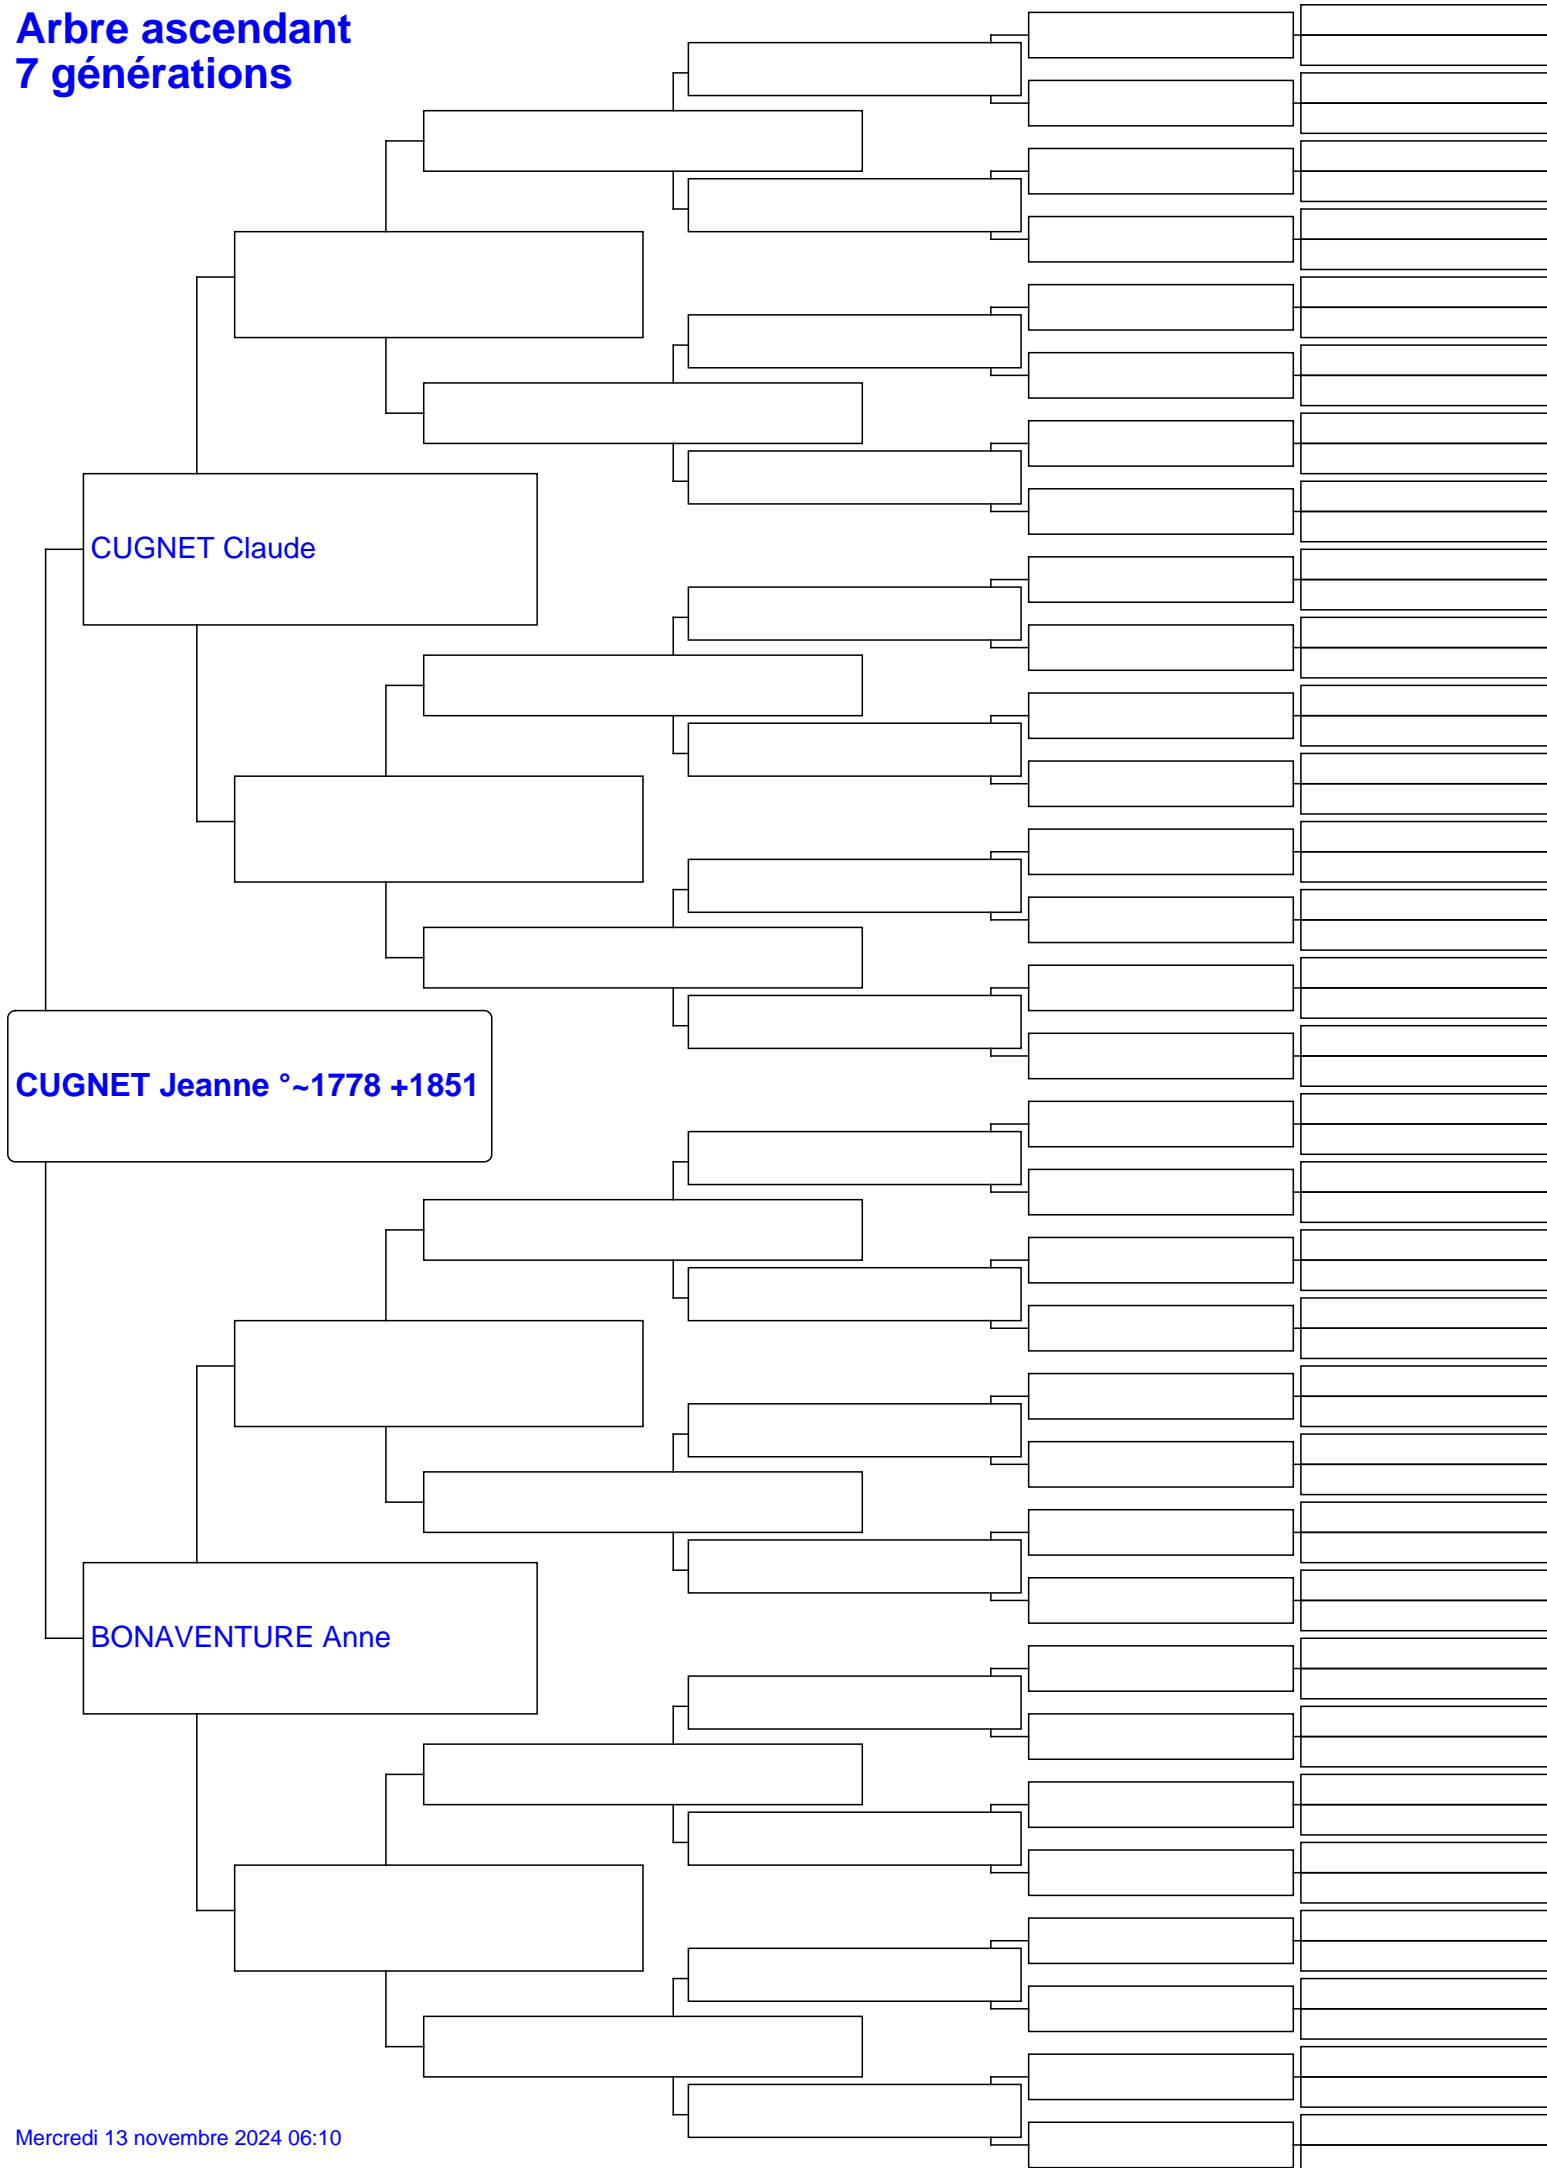 Arbre ascendant
7 générations
CUGNET Claude
CUGNET Jeanne °~1778 +1851
BONAVENTURE Anne
Mercredi 13 novembre 2024 06:10